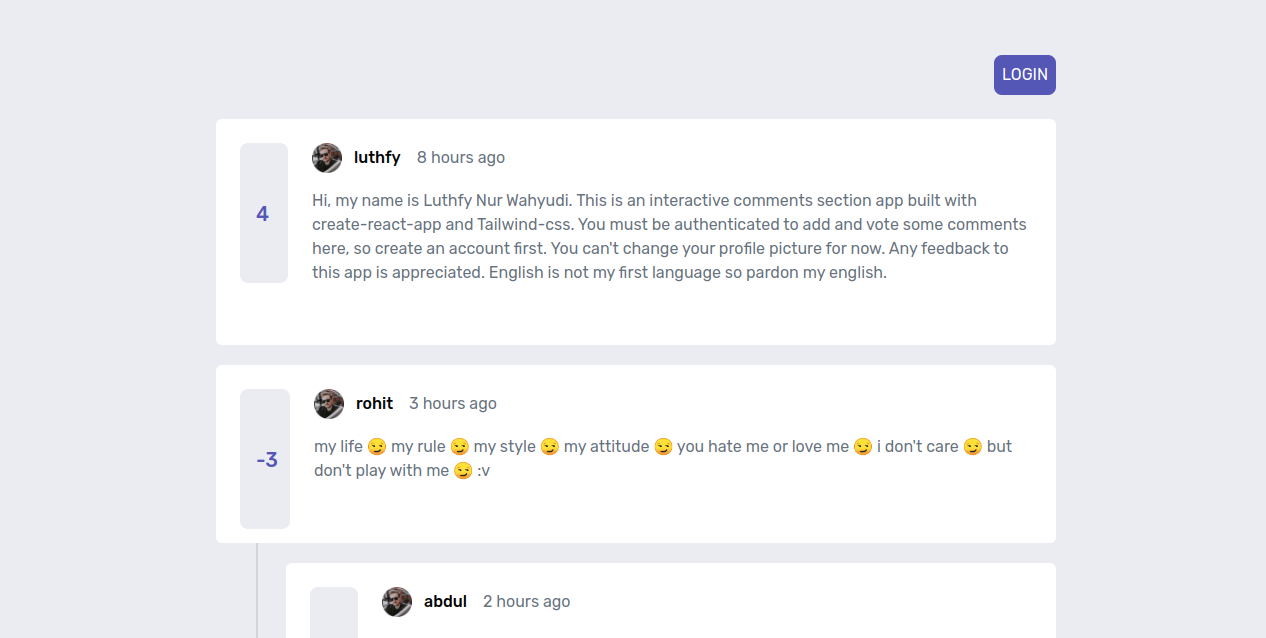 LOGIN
luthfy 8 hours ago
4
Hi, my name is Luthfy Nur Wahyudi. This is an interactive comments section app built with
create-react-app and Tailwind-css. You must be authenticated to add and vote some comments
here, so create an account first. You can't change your profile picture for now. Any feedback to
this app is appreciated. English is not my first language so pardon my english.
rohit 3 hours ago
-3
my life 😏 my rule 😏 my style 😏 my attitude 😏 you hate me or love me 😏 i don't care 😏 but
don't play with me 😏 :v
abdul 2 hours ago